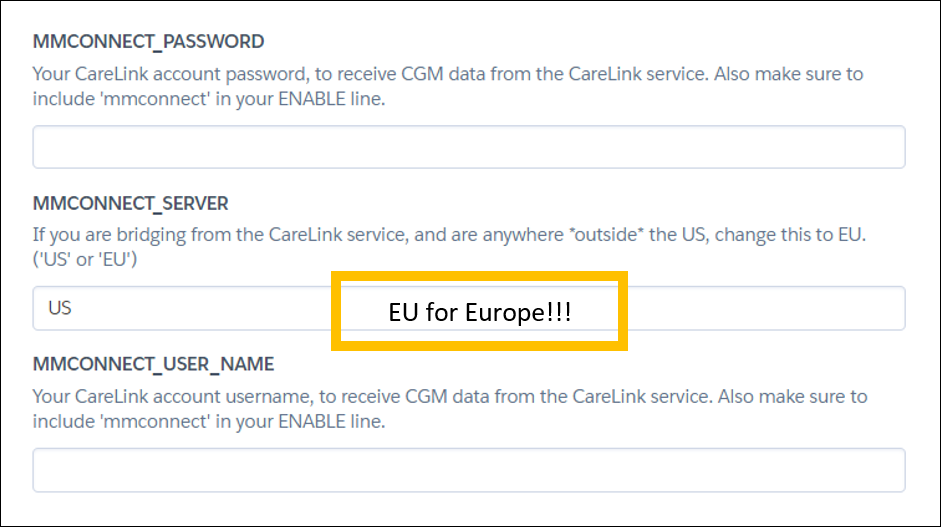 MMCONNECT_PASSWORD
Your CareLink account password, to receive CGM data from the CareLink service. Also make sure to
include 'mmconnect' in your ENABLE line.
MMCONNECT_SERVER
If you are bridging from the CareLink service, and are anywhere *outside* the US, change this to EU.
('US' or 'EU')
US
EU for Europe!!!
MMCONNECT_USER_NAME
Your CareLink account username, to receive CGM data from the CareLink service. Also make sure to
include 'mmconnect' in your ENABLE line.